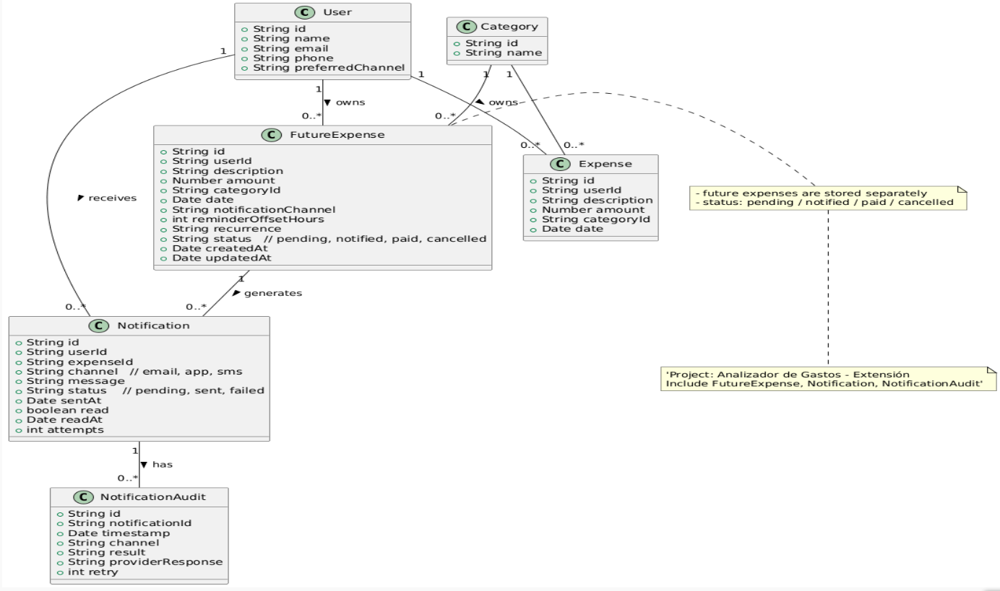 C User
String id
String name
String email
String phone
String preferredChannel
C Category
String id
String name
1
1
1
1
1
owns
owns
0..*
0..*
0..*
0..*
C FutureExpense
String id
String userId
String description
Number amount
String categoryId
Date date
String notificationChannel
int reminderOffsetHours
String recurrence
String status // pending, notified, paid, cancelled
Date createdAt
Date updatedAt
C Expense
String id
String userId
String description
Number amount
String categoryId
Date date
- future expenses are stored separately
- status: pending / notified / paid / cancelled
receives
1
generates
0..*
0..*
C Notification
String id
String userId
String expenseId
String channel // email, app, sms
String message
String status // pending, sent, failed
Date sentAt
boolean read
Date readAt
int attempts
'Project: Analizador de Gastos - Extensión
Include FutureExpense, Notification, NotificationAudit'
1
has
0..*
C NotificationAudit
String id
String notificationId
Date timestamp
String channel
String result
String providerResponse
int retry